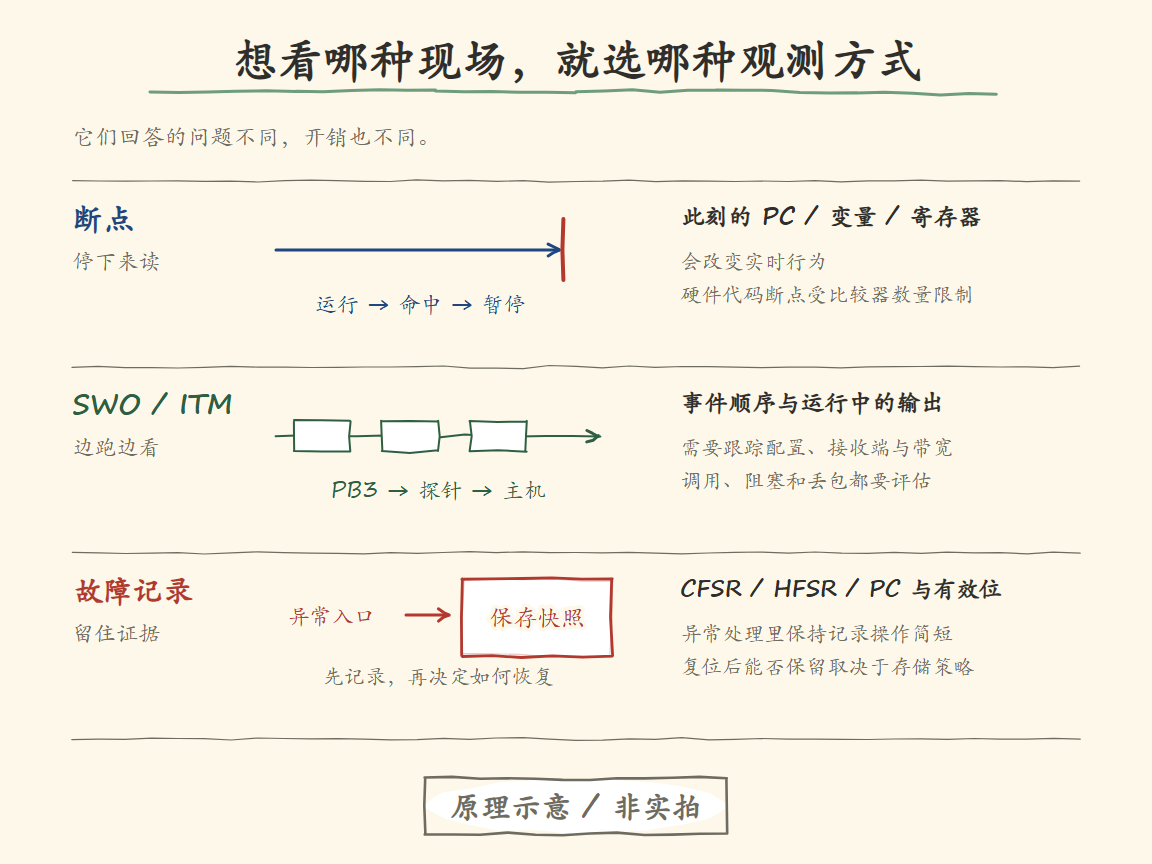 想看哪种现场，就选哪种观测方式
它们回答的问题不同，开销也不同。
断点
停下来读
运行 → 命中 → 暂停
此刻的 PC / 变量 / 寄存器
会改变实时行为
硬件代码断点受比较器数量限制
SWO / ITM
边跑边看
PB3 → 探针 → 主机
事件顺序与运行中的输出
需要跟踪配置、接收端与带宽
调用、阻塞和丢包都要评估
故障记录
留住证据
异常入口
保存快照
先记录，再决定如何恢复
CFSR / HFSR / PC 与有效位
异常处理里保持记录操作简短
复位后能否保留取决于存储策略
原理示意 / 非实拍